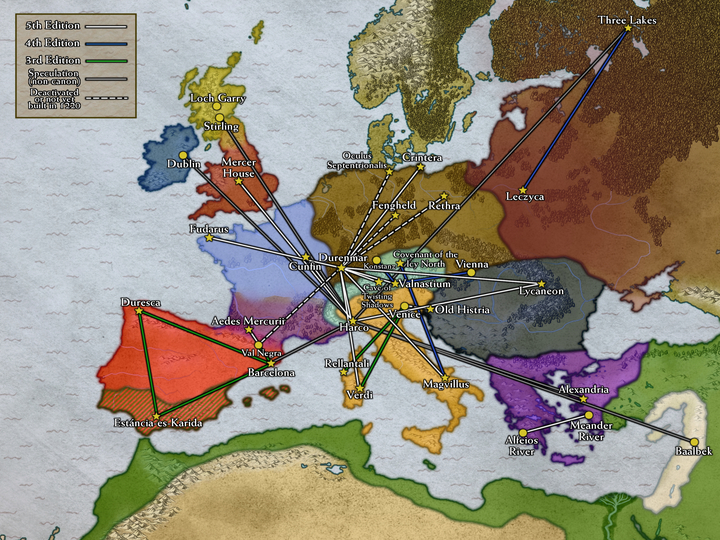 5th Edition
4th Edition
3rd Edition
Speculation
(non-canon)
Deactivated
or not yet
built in 1220
Three Lakes
Loch Garry
Stirling
Dublin
Mercer
House
Oculus
Septentrionalis
Crintera
Fengheld
Rethra
Leczyca
Fudarus
Cunfin
Durenmar
Konstanz
Covenant of the
Icy North
Vienna
Cave of
Twisting
Shadows
Valnastium
Lycaneon
Duresca
Aedes Mercurii
Val Negra
Harco
Venice
Old Histria
Barcelona
Rellantali
Verdi
Magvillus
Alexandria
Estancia es Karida
Alfeios
River
Meander
River
Baalbek